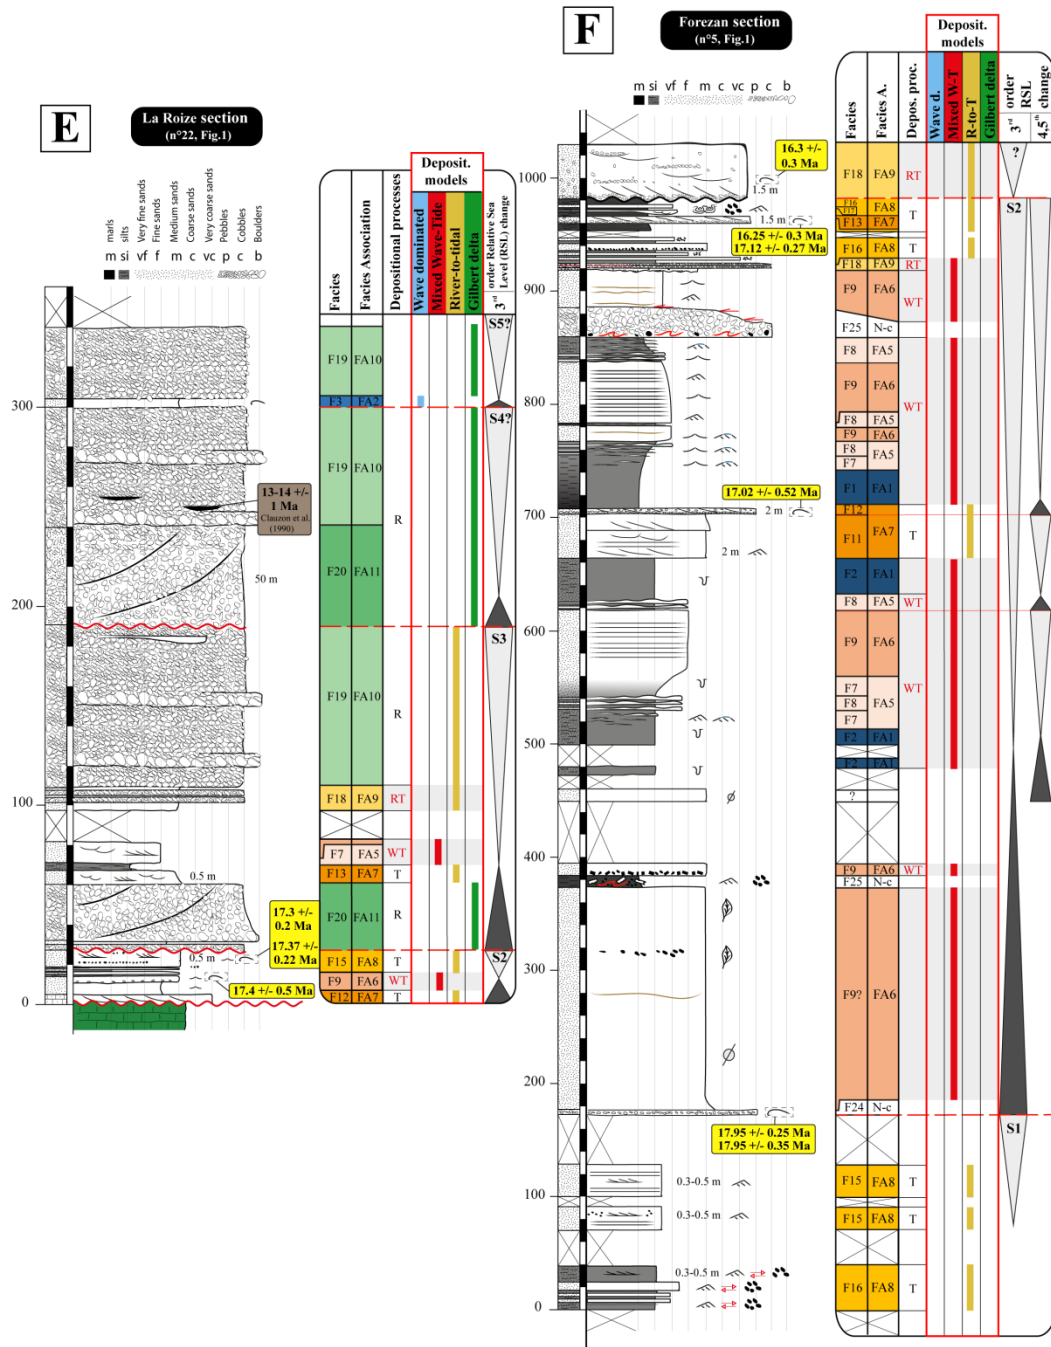 E
La Roize section
(n°22, Fig.1)
marls
silts
Very fine sands
Fine sands
Medium sands
Coarse sands
Very coarse sands
Pebbles
Cobbles
Boulders
m si vf f m c vc p c b
Facies
Facies Association
Depositional processes
Deposit.
models
Wave dominated
Mixed Wave-Tide
River-to-tidal
Gilbert delta
3rd order Relative Sea
Level (RSL) change
300
200
100
0
13-14 +/-
1 Ma
Clauzon et al.
(1990)
50 m
0.5 m
0.5 m
17.3 +/-
0.2 Ma
17.37 +/-
0.22 Ma
17.4 +/- 0.5 Ma
F19 FA10
F3 FA2
F19 FA10
R
F20 FA11
F19 FA10 R
F18 FA9 RT
F7 FA5 WT
F13 FA7 T
F20 FA11 R
F15 FA8 T
F9 FA6 WT
F12 FA7 T
S5?
S4?
S3
S2
F
Forezan section
(n°5, Fig.1)
m si vf f m c vc p c b
Facies
Facies A.
Depos. proc.
Deposit.
models
Wave d.
Mixed W-T
R-to-T
Gilbert delta
3rd order RSL change 4,5th
1000
900
800
700
600
500
400
300
200
100
0
16.3 +/-
0.3 Ma
1.5 m
1.5 m
16.25 +/- 0.3 Ma
17.12 +/- 0.27 Ma
17.02 +/- 0.52 Ma
2 m
2 m
17.95 +/- 0.25 Ma
17.95 +/- 0.35 Ma
0.3-0.5 m
0.3-0.5 m
0.3-0.5 m
F18 FA9 RT
F16 FA8
F13 FA7 T
F16 FA8 T
F18 FA9 RT
F9 FA6 WT
F25 N-c
F8 FA5
F9 FA6
WT
F8 FA5
F9 FA6
F8 FA5
F7
F1 FA1
F12
F11 FA7 T
F2 FA1
F8 FA5 WT
F9 FA6
WT
F7
F8 FA5
F7
F2 FA1
F2 FA1
?
F9 FA6 WT
F25 N-c
F9? FA6
F24 N-c
F15 FA8 T
F15 FA8 T
F16 FA8 T
?
S2
S1